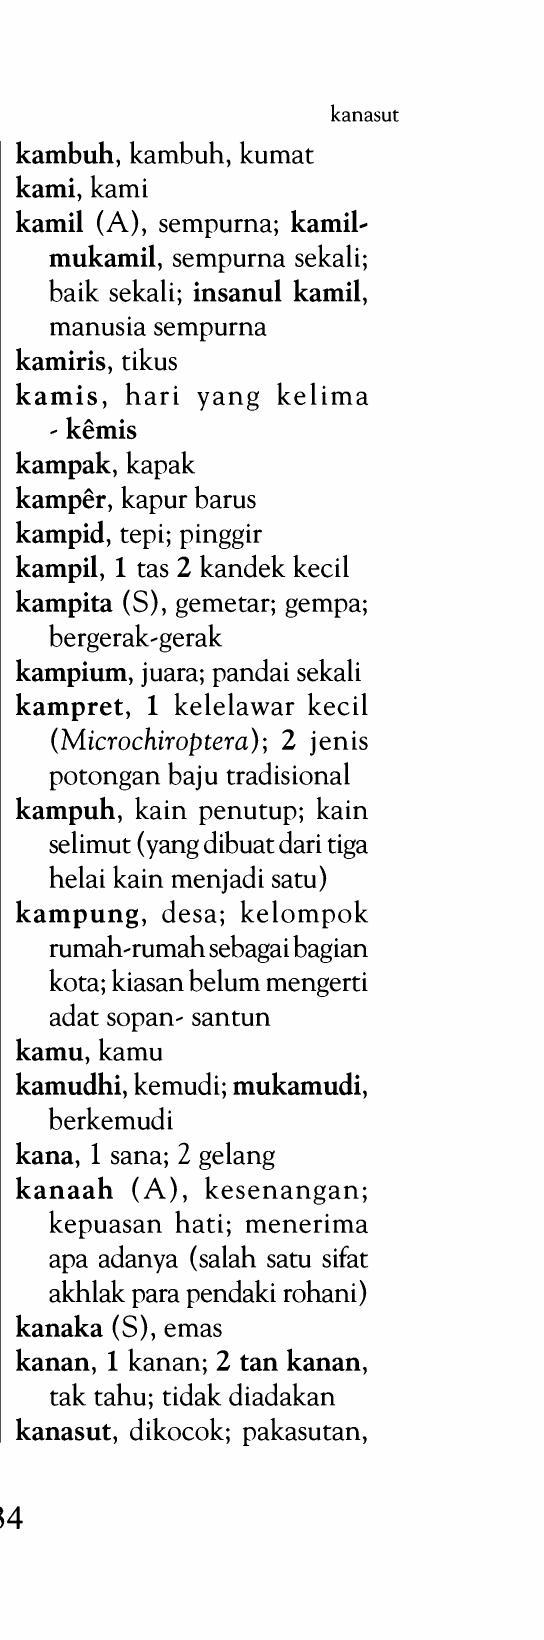 kanasut
kambuh, kambuh, kumat
kami, kami
kamil (A), sempurna; kamil-
mukamil, sempurna sekali;
baik sekali; insanul kamil,
manusia sempurna
kamiris, tikus
kamis, hari yang kelima
- kêmis
kampak, kapak
kampêr, kapur barus
kampid, tepi; pinggir
kampil, 1 tas 2 kandek kecil
kampita (S), gemetar; gempa;
bergerak-gerak
kampium, juara; pandai sekali
kampret, 1 kelelawar kecil
(Microchiroptera); 2 jenis
potongan baju tradisional
kampuh, kain penutup; kain
selimut (yang dibuat dari tiga
helai kain menjadi satu)
kampung, desa; kelompok
rumah-rumah sebagai bagian
kota; kiasan belum mengerti
adat sopan- santun
kamu, kamu
kamudhi, kemudi; mukamudi,
berkemudi
kana, 1 sana; 2 gelang
kanaah (A), kesenangan;
kepuasan hati; menerima
apa adanya (salah satu sifat
akhlak para pendaki rohani)
kanaka (S), emas
kanan, 1 kanan; 2 tan kanan,
tak tahu; tidak diadakan
kanasut, dikocok; pakasutan,
34